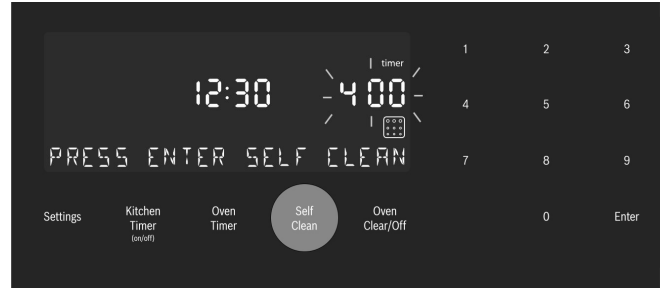 timer
12:30
4 00
PRESS ENTER SELF CLEAN
Settings
Kitchen
Timer
(on/off)
Oven
Timer
Self
Clean
Oven
Clear/Off
1 2 3
4 5 6
7 8 9
0 Enter